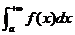 ∫_a^{+∞} f(x)dx